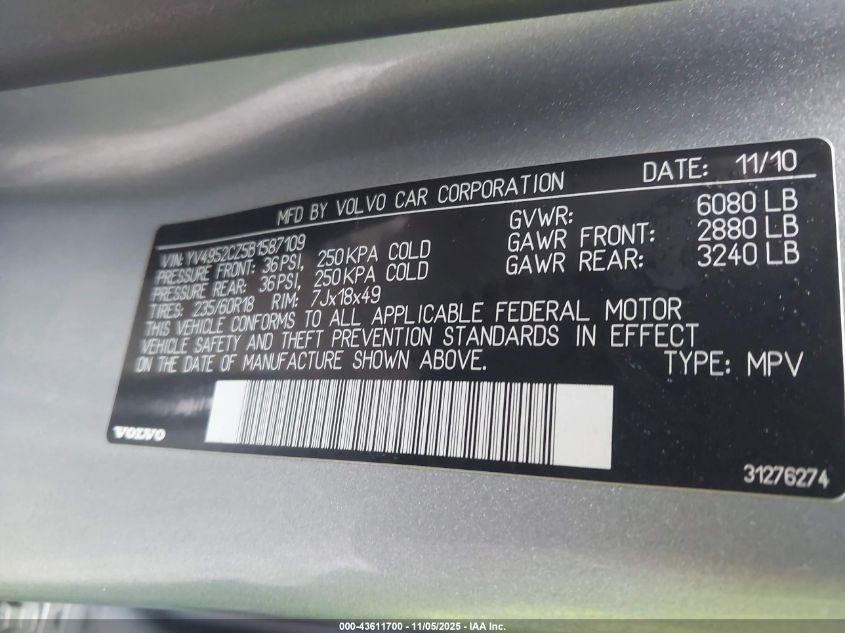 DATE: 11/10
MFD BY VOLVO CAR CORPORATION
GVWR: 6080 LB
GAWR FRONT: 2880 LB
GAWR REAR: 3240 LB
VIN: YV4952CZ5B1587109
PRESSURE FRONT: 36 PSI, 250 KPA COLD
PRESSURE REAR: 36 PSI, 250 KPA COLD
TIRES: 235/60R18 RIM: 7Jx18x49
THIS VEHICLE CONFORMS TO ALL APPLICABLE FEDERAL MOTOR
VEHICLE SAFETY AND THEFT PREVENTION STANDARDS IN EFFECT
ON THE DATE OF MANUFACTURE SHOWN ABOVE.
TYPE: MPV
VOLVO
31276274
000-43611700 - 11/05/2025 - IAA Inc.